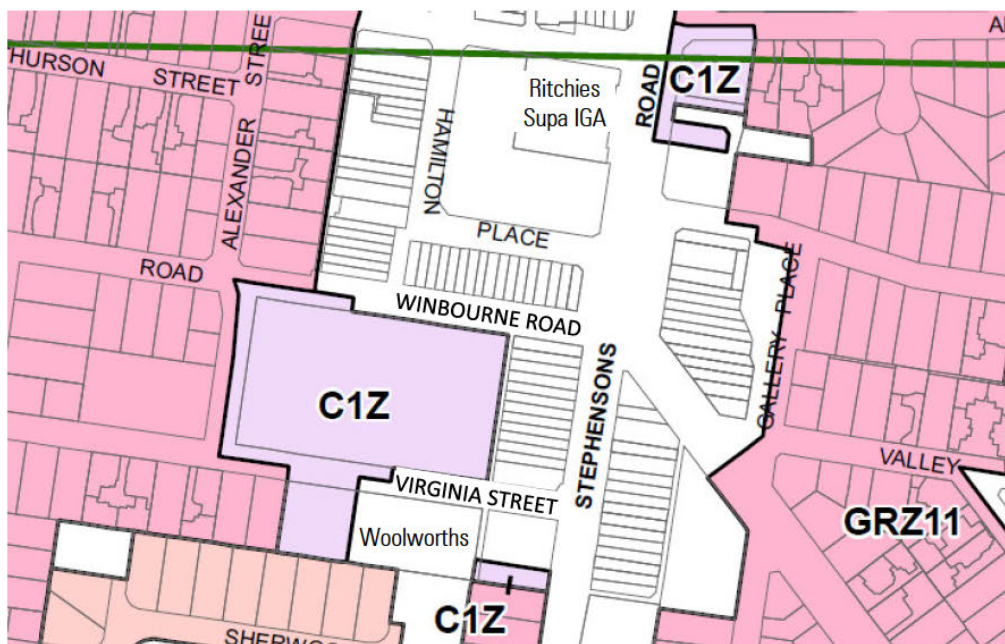 HURSON
STREET
STREE
ALEXANDER
HAMILTON
PLACE
Ritchies
Supa IGA
ROAD
C1Z
ROAD
WINBOURNE ROAD
C1Z
STEPHENSONS
GALLERY PLACE
VIRGINIA STREET
VALLEY
Woolworths
GRZ11
C1Z
SHERWO